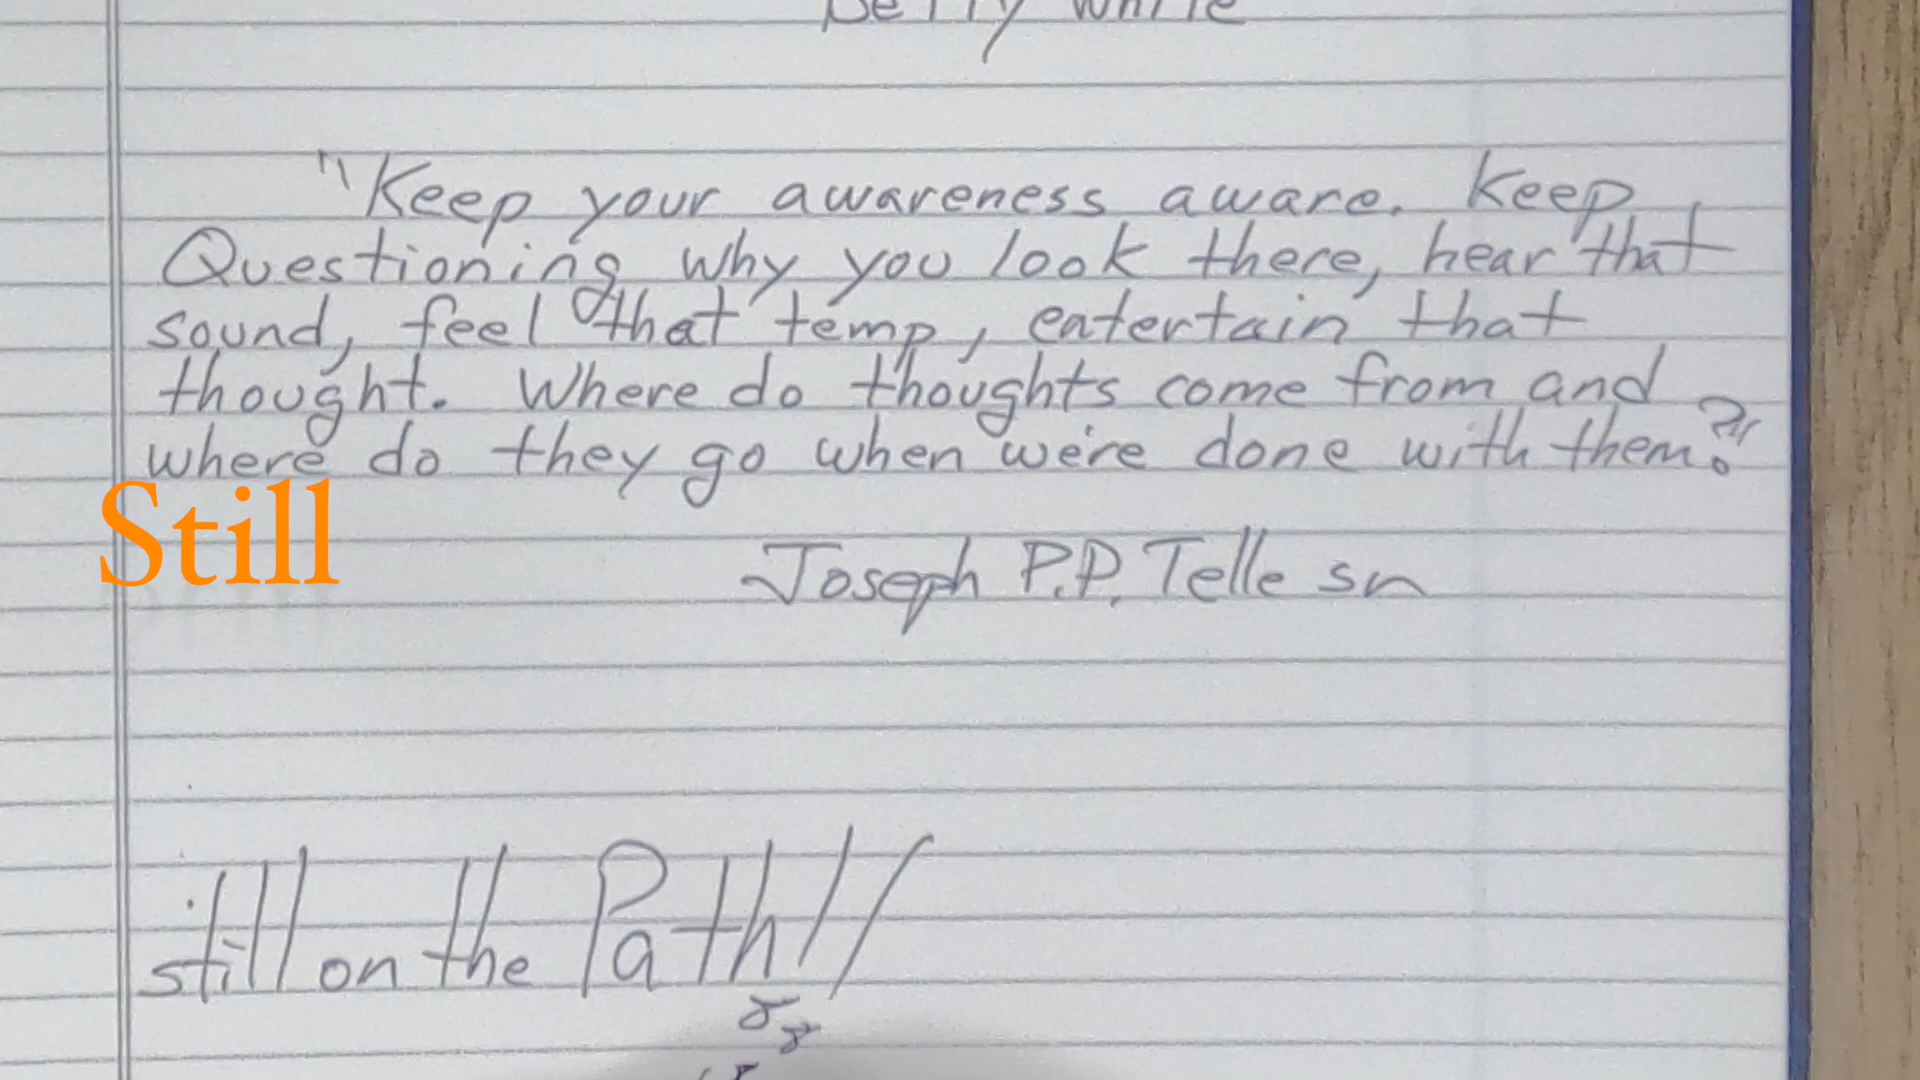 Betty White
"Keep your awareness aware. Keep
Questioning why you look there, hear that
sound, feel that temp, entertain that
thought. Where do thoughts come from and
where do they go when we're done with them?"
Still
Joseph P.P. Telle sr
still on the Path!!